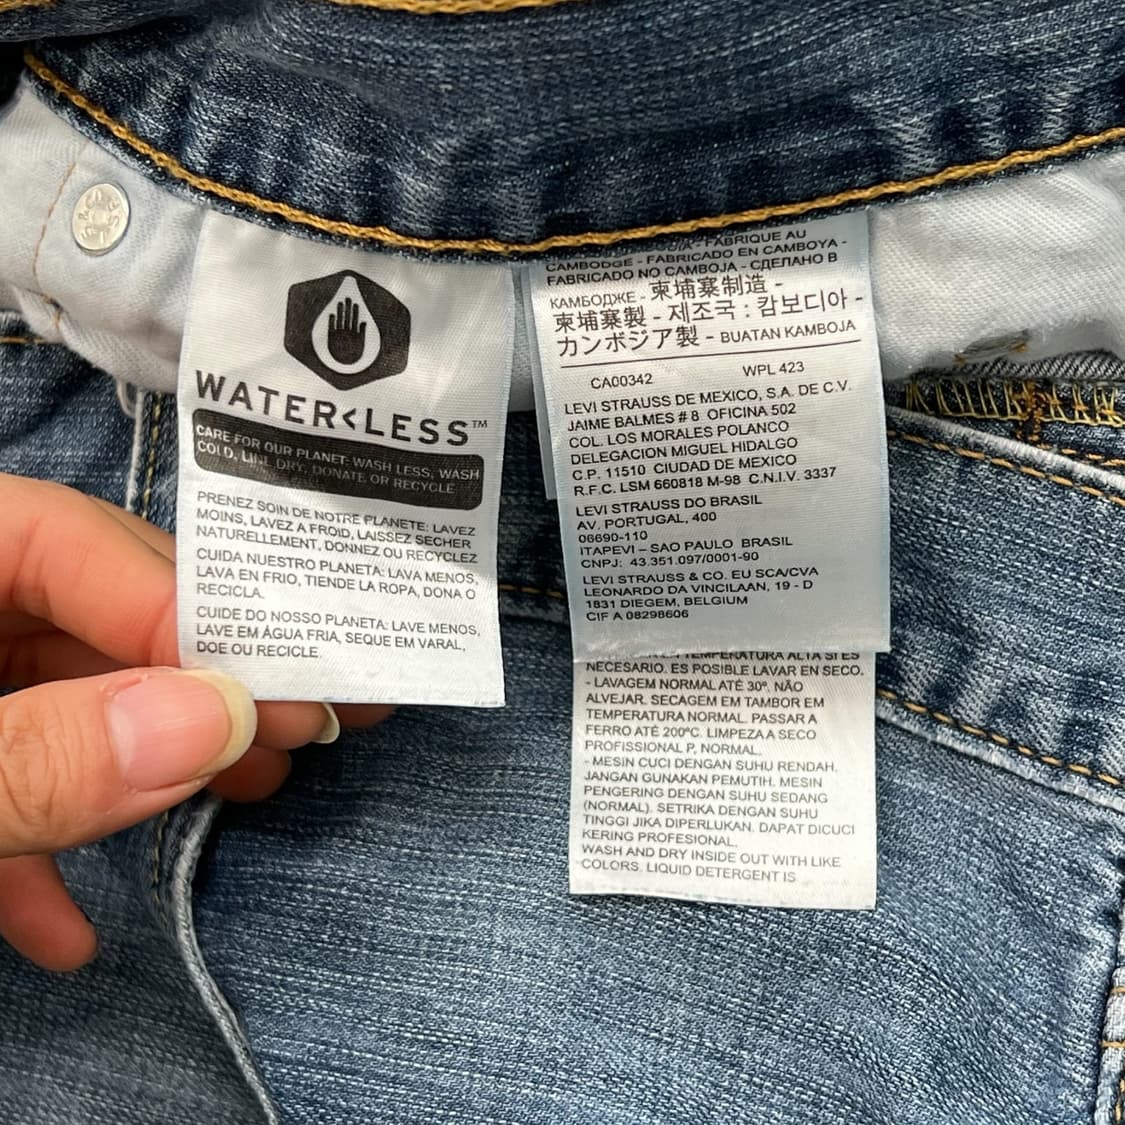 WATER<LESS™
CARE FOR OUR PLANET: WASH LESS, WASH
COLD, LINE DRY, DONATE OR RECYCLE
PRENEZ SOIN DE NOTRE PLANETE: LAVEZ
MOINS, LAVEZ A FROID, LAISSEZ SECHER
NATURELLEMENT, DONNEZ OU RECYCLEZ
CUIDA NUESTRO PLANETA: LAVA MENOS,
LAVA EN FRIO, TIENDE LA ROPA, DONA O
RECICLA.
CUIDE DO NOSSO PLANETA: LAVE MENOS,
LAVE EM ÁGUA FRIA, SEQUE EM VARAL,
DOE OU RECICLE.
- FABRIQUE AU
CAMBODGE - FABRICADO EN CAMBOYA -
FABRICADO NO CAMBOJA - СДЕЛАНО В
КАМБОДЖЕ - 柬埔寨制造 -
柬埔寨製 - 제조국 : 캄보디아 -
カンボジア製 - BUATAN KAMBOJA
CA00342 WPL 423
LEVI STRAUSS DE MEXICO, S.A. DE C.V.
JAIME BALMES # 8 OFICINA 502
COL. LOS MORALES POLANCO
DELEGACION MIGUEL HIDALGO
C.P. 11510 CIUDAD DE MEXICO
R.F.C. LSM 660818 M-98 C.N.I.V. 3337
LEVI STRAUSS DO BRASIL
AV. PORTUGAL, 400
06690-110
ITAPEVI – SAO PAULO BRASIL
CNPJ: 43.351.097/0001-90
LEVI STRAUSS & CO. EU SCA/CVA
LEONARDO DA VINCILAAN, 19 - D
1831 DIEGEM, BELGIUM
CIF A 08298606
TEMPERATURA ALTA SI ES
NECESARIO. ES POSIBLE LAVAR EN SECO.
- LAVAGEM NORMAL ATÉ 30º. NÃO
ALVEJAR. SECAGEM EM TAMBOR EM
TEMPERATURA NORMAL. PASSAR A
FERRO ATÉ 200ºC. LIMPEZA A SECO
PROFISSIONAL P, NORMAL.
- MESIN CUCI DENGAN SUHU RENDAH.
JANGAN GUNAKAN PEMUTIH. MESIN
PENGERING DENGAN SUHU SEDANG
(NORMAL). SETRIKA DENGAN SUHU
TINGGI JIKA DIPERLUKAN. DAPAT DICUCI
KERING PROFESIONAL.
WASH AND DRY INSIDE OUT WITH LIKE
COLORS. LIQUID DETERGENT IS